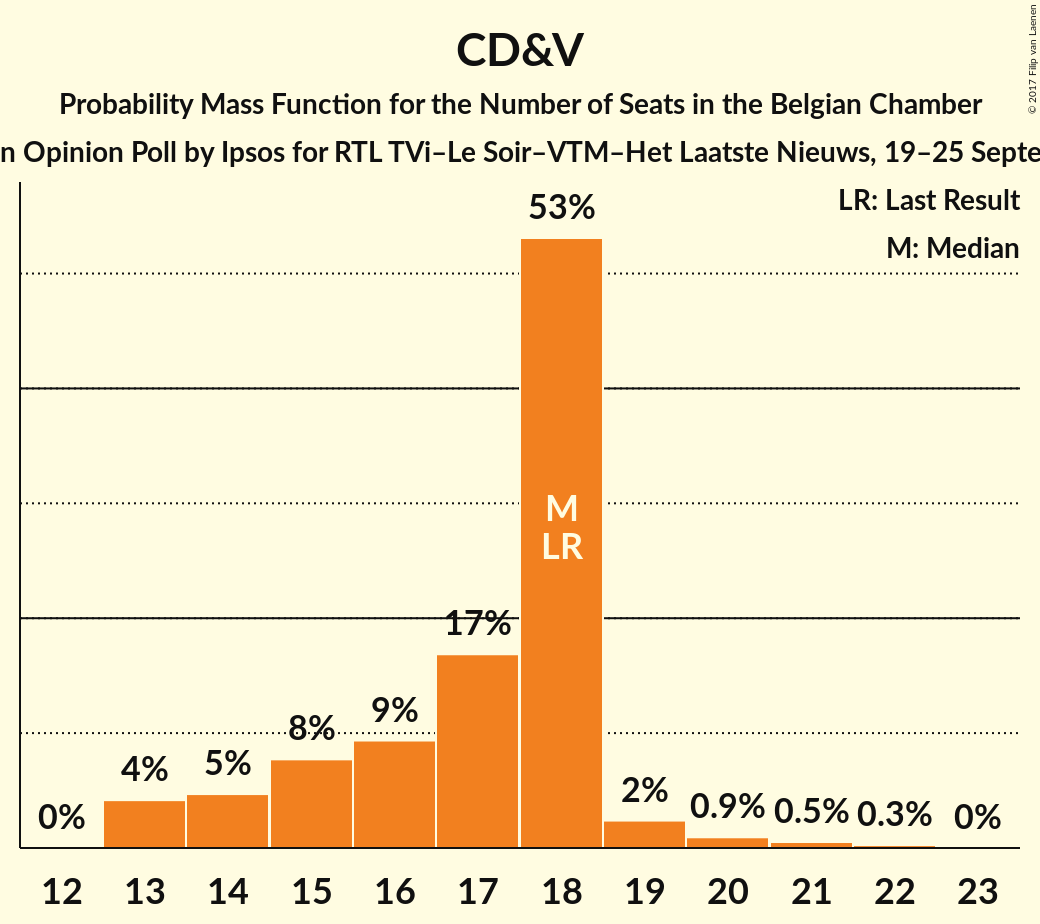 CD&V
Probability Mass Function for the Number of Seats in the Belgian Chamber
n Opinion Poll by Ipsos for RTL TVi–Le Soir–VTM–Het Laatste Nieuws, 19–25 Septe
© 2017 Filip van Laenen
LR: Last Result
M: Median
0%
4%
5%
8%
9%
17%
53%
M
LR
2%
0.9%
0.5%
0.3%
0%
12 13 14 15 16 17 18 19 20 21 22 23